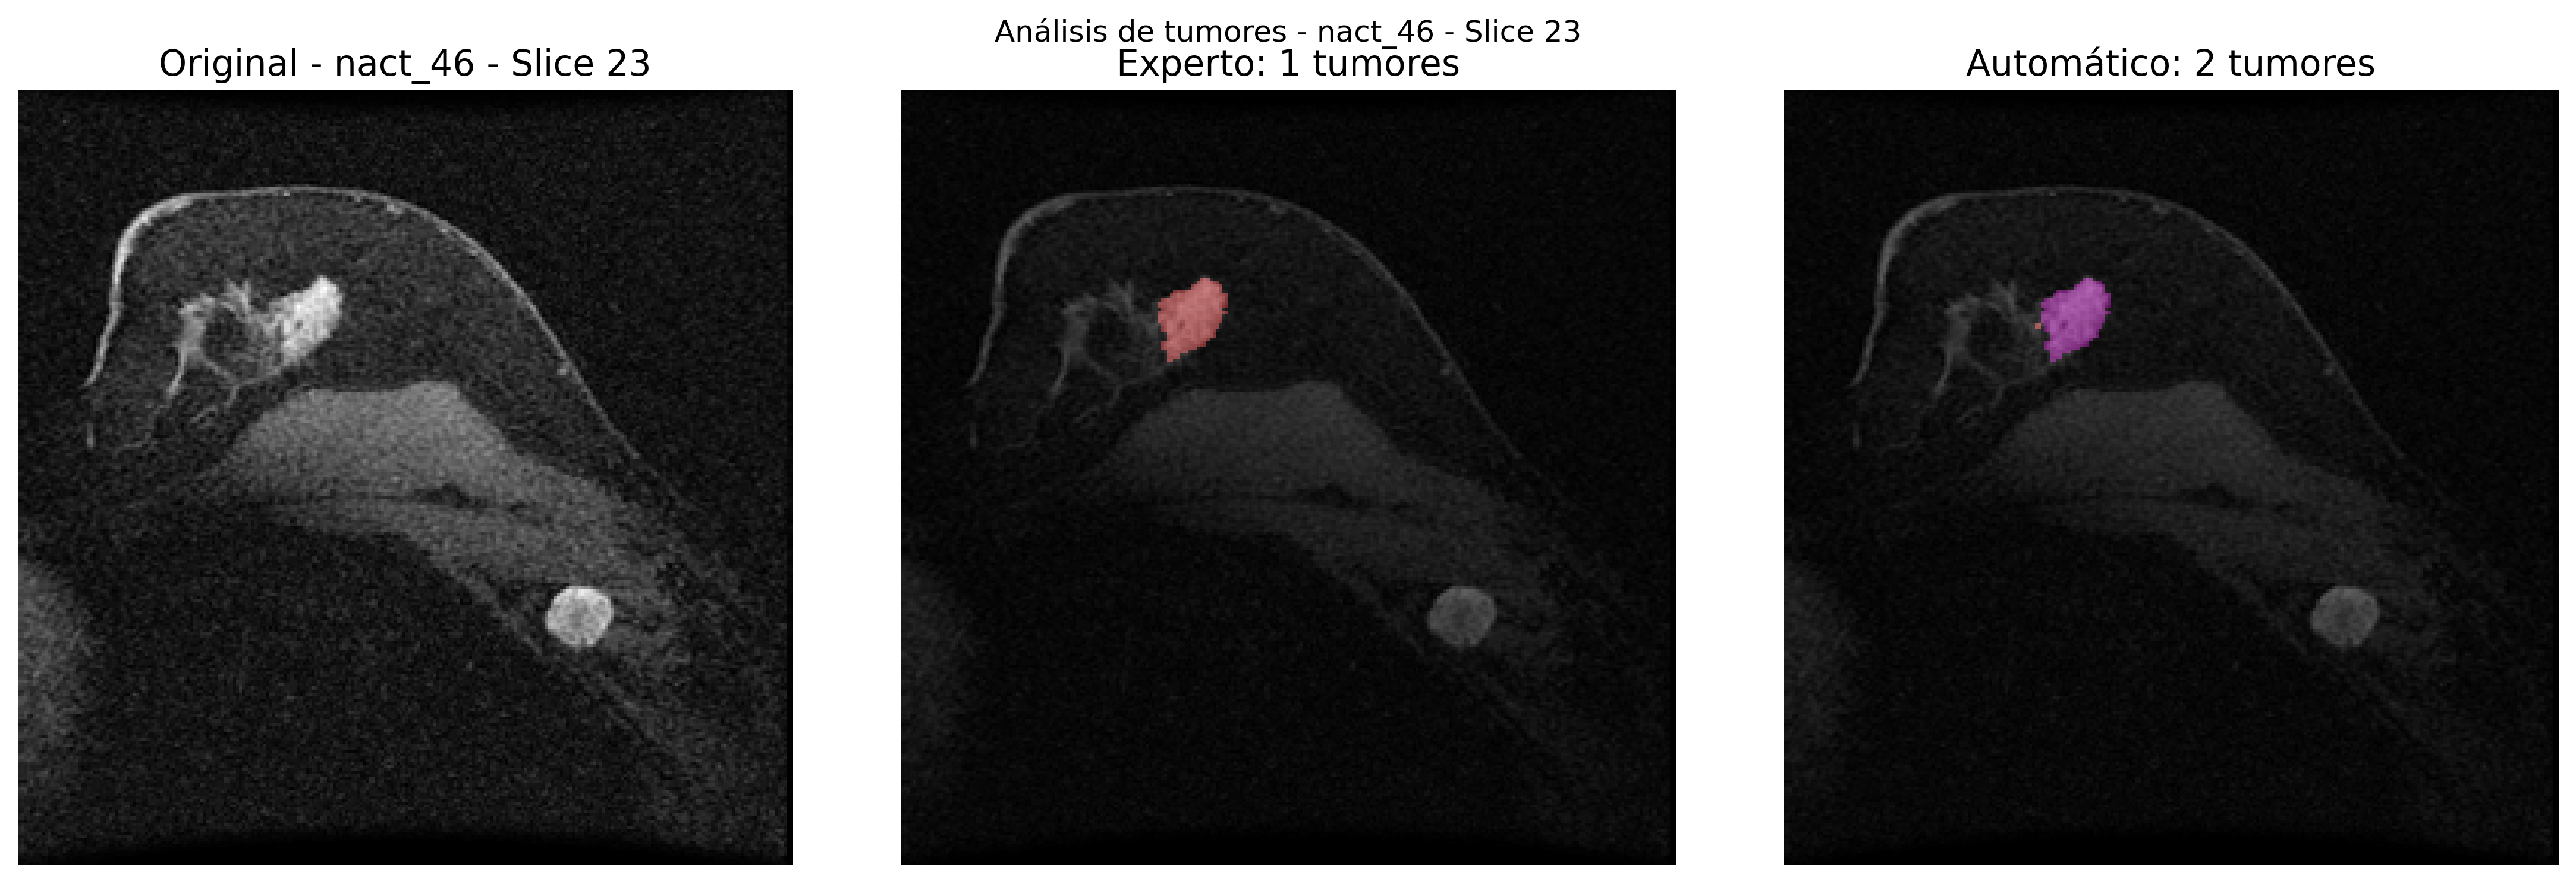 Análisis de tumores - nact_46 - Slice 23
Original - nact_46 - Slice 23
Experto: 1 tumores
Automático: 2 tumores